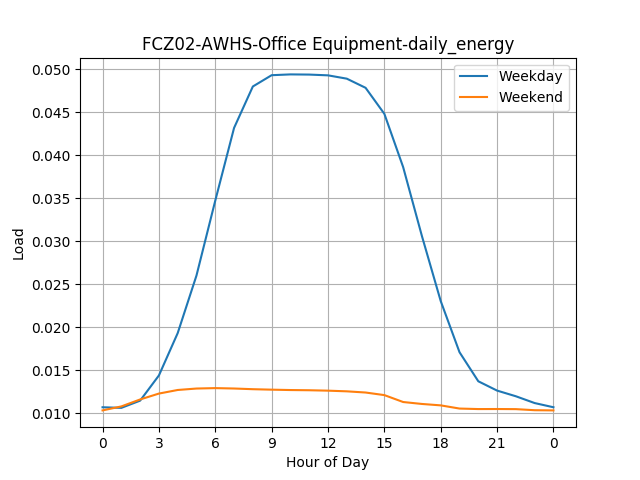 FCZ02-AWHS-Office Equipment-daily_energy
Weekday
Weekend
0.050
0.045
0.040
0.035
0.030
0.025
0.020
0.015
0.010
Load
0 3 6 9 12 15 18 21 0
Hour of Day